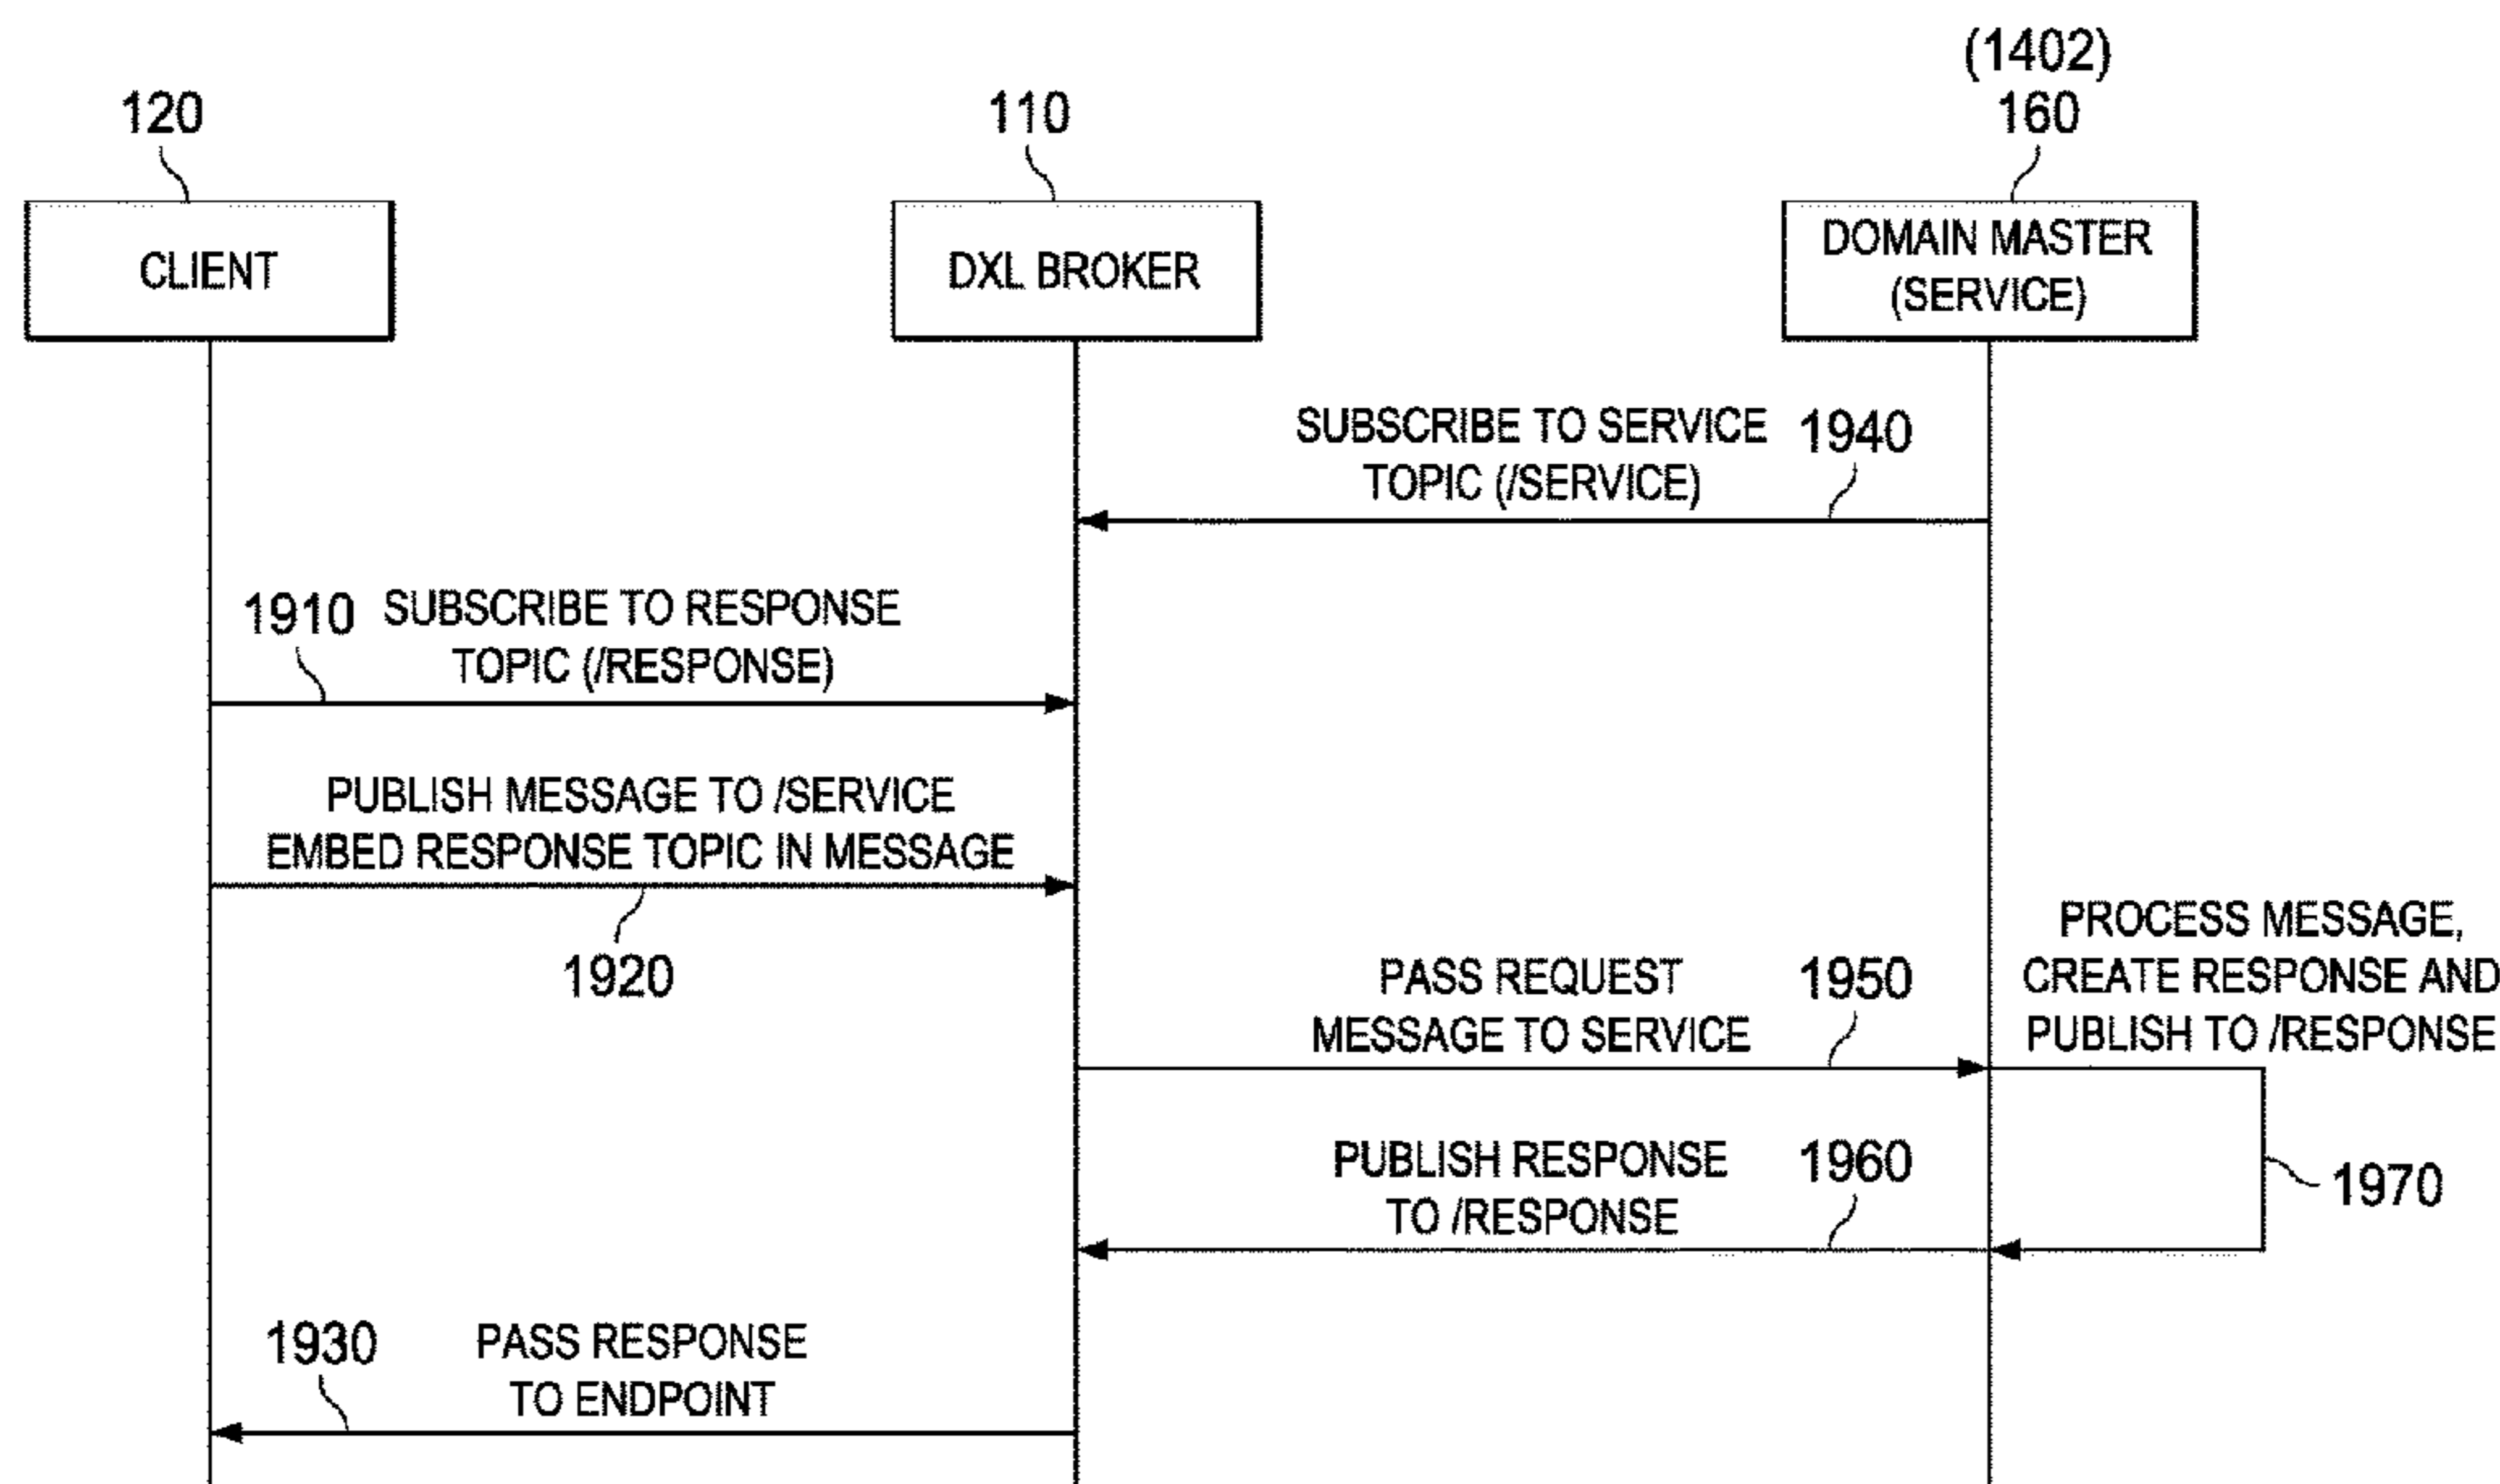 (1402)
120
110
160
CLIENT
DXL BROKER
DOMAIN MASTER
(SERVICE)
SUBSCRIBE TO SERVICE
TOPIC (/SERVICE)
1940
1910
SUBSCRIBE TO RESPONSE
TOPIC (/RESPONSE)
PUBLISH MESSAGE TO /SERVICE
EMBED RESPONSE TOPIC IN MESSAGE
1920
PASS REQUEST
MESSAGE TO SERVICE
1950
PROCESS MESSAGE,
CREATE RESPONSE AND
PUBLISH TO /RESPONSE
PUBLISH RESPONSE
TO /RESPONSE
1960
1970
1930
PASS RESPONSE
TO ENDPOINT